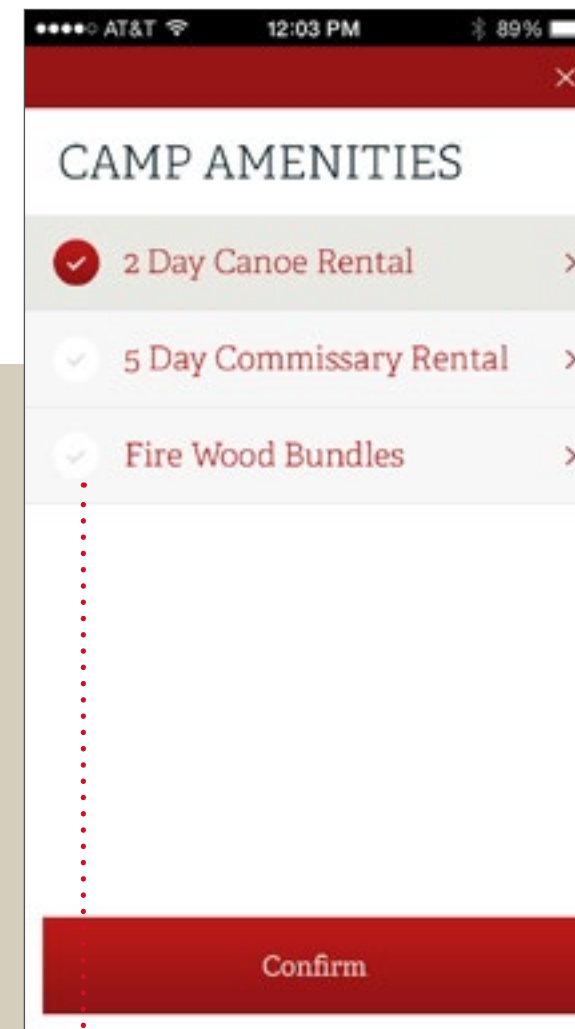 AT&T 12:03 PM 89%
CAMP AMENITIES
2 Day Canoe Rental
5 Day Commissary Rental
Fire Wood Bundles
Confirm